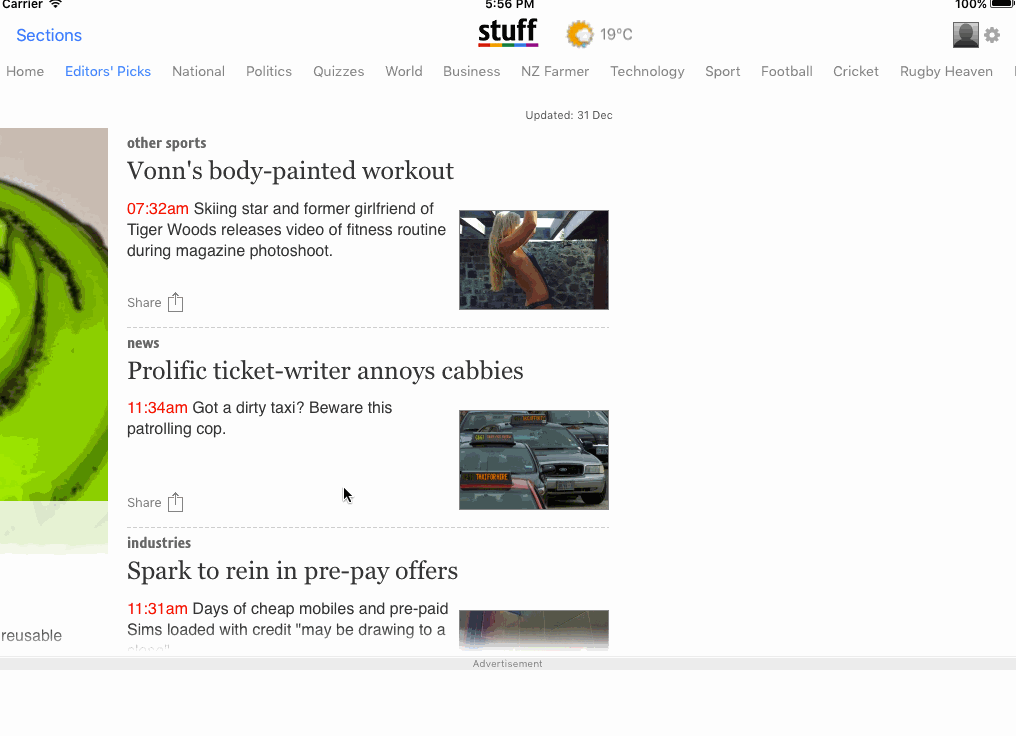 Carrier 5:56 PM 100%
Sections stuff 19°C
Home Editors' Picks National Politics Quizzes World Business NZ Farmer Technology Sport Football Cricket Rugby Heaven
Updated: 31 Dec
other sports
Vonn's body-painted workout
07:32am Skiing star and former girlfriend of
Tiger Woods releases video of fitness routine
during magazine photoshoot.
Share
news
Prolific ticket-writer annoys cabbies
11:34am Got a dirty taxi? Beware this
patrolling cop.
TAXI FOR HIRE
Share
industries
Spark to rein in pre-pay offers
11:31am Days of cheap mobiles and pre-paid
Sims loaded with credit "may be drawing to a
reusable
Advertisement